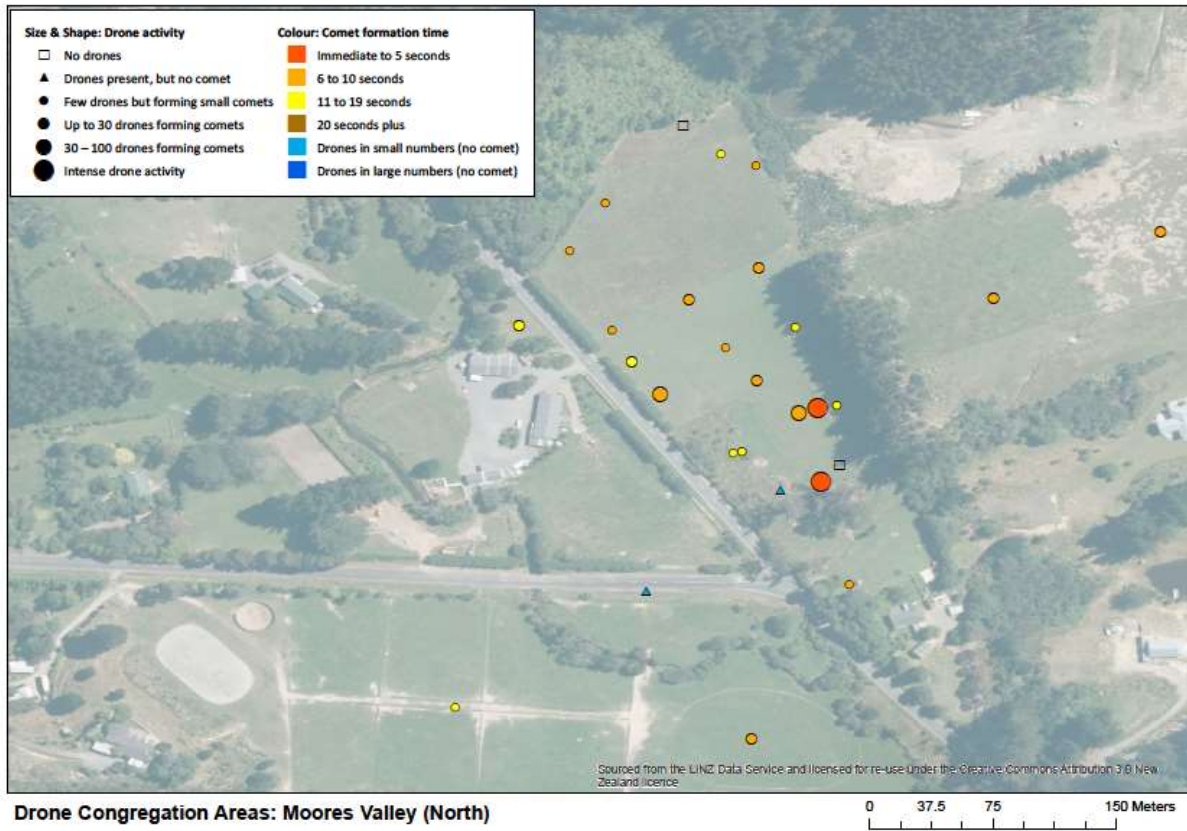 Size & Shape: Drone activity
No drones
Drones present, but no comet
Few drones but forming small comets
Up to 30 drones forming comets
30 – 100 drones forming comets
Intense drone activity
Colour: Comet formation time
Immediate to 5 seconds
6 to 10 seconds
11 to 19 seconds
20 seconds plus
Drones in small numbers (no comet)
Drones in large numbers (no comet)
Sourced from the LINZ Data Service and licensed for re-use under the Creative Commons Attribution 3.0 New
Zealand licence
Drone Congregation Areas: Moores Valley (North)
0 37.5 75 150 Meters